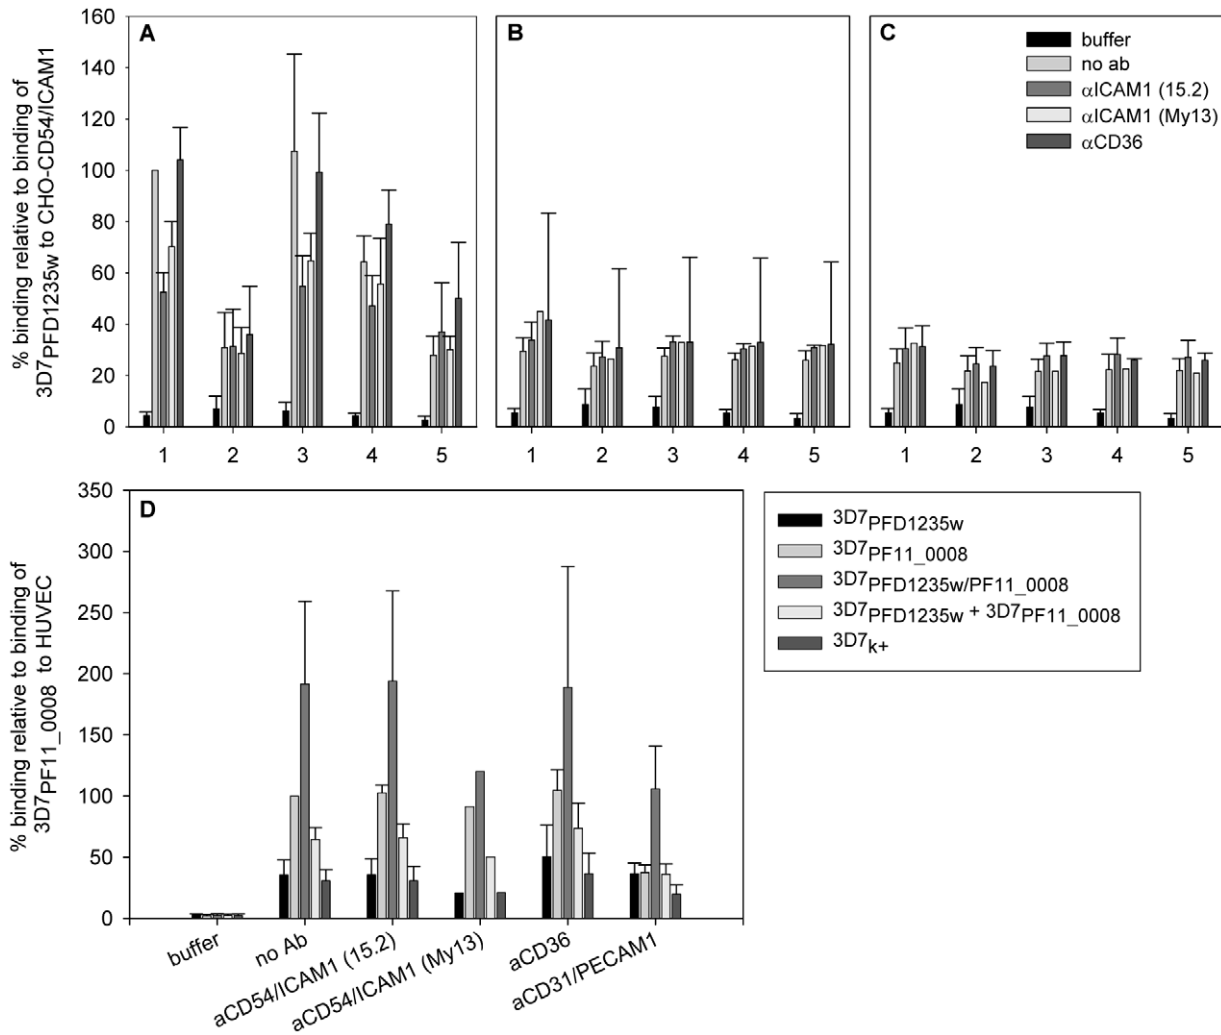 % binding relative to binding of
3D7PFD1235w to CHO-CD54/ICAM1
160
140
120
100
80
60
40
20
0
A
1 2 3 4 5
B
1 2 3 4 5
C
buffer
no ab
αICAM1 (15.2)
αICAM1 (My13)
αCD36
1 2 3 4 5
% binding relative to binding of
3D7PF11_0008 to HUVEC
350
300
250
200
150
100
50
0
D
buffer
no Ab
aCD54/ICAM1 (15.2)
aCD54/ICAM1 (My13)
aCD36
aCD31/PECAM1
3D7PFD1235w
3D7PF11_0008
3D7PFD1235w/PF11_0008
3D7PFD1235w + 3D7PF11_0008
3D7k+